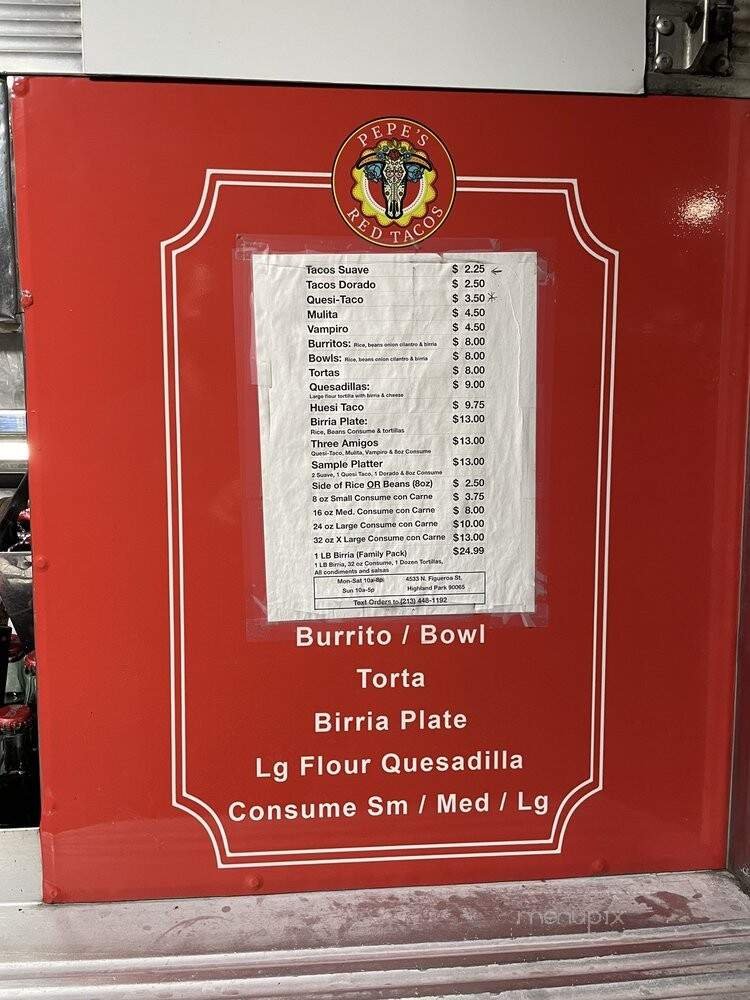 PEPE'S
RED TACOS
Tacos Suave $ 2.25
Tacos Dorado $ 2.50
Quesi-Taco $ 3.50
Mulita $ 4.50
Vampiro $ 4.50
Burritos: Rice, beans onion cilantro & birria $ 8.00
Bowls: Rice, beans onion cilantro & birria $ 8.00
Tortas $ 8.00
Quesadillas: $ 9.00
Large flour tortilla with birria & cheese
Huesi Taco $ 9.75
Birria Plate: $13.00
Rice, Beans Consume & tortillas
Three Amigos $13.00
Quesi-Taco, Mulita, Vampiro & 8oz Consume
Sample Platter $13.00
2 Suave, 1 Quesi Taco, 1 Dorado & 8oz Consume
Side of Rice OR Beans (8oz) $ 2.50
8 oz Small Consume con Carne $ 3.75
16 oz Med. Consume con Carne $ 8.00
24 oz Large Consume con Carne $10.00
32 oz X Large Consume con Carne $13.00
1 LB Birria (Family Pack) $24.99
1 LB Birria, 32 oz Consume, 1 Dozen Tortillas,
All condiments and salsas
Mon-Sat 10a-8p 4533 N. Figueroa St,
Sun 10a-5p Highland Park 90065
Text Orders to (213) 448-1192
Burrito / Bowl
Torta
Birria Plate
Lg Flour Quesadilla
Consume Sm / Med / Lg
menupix